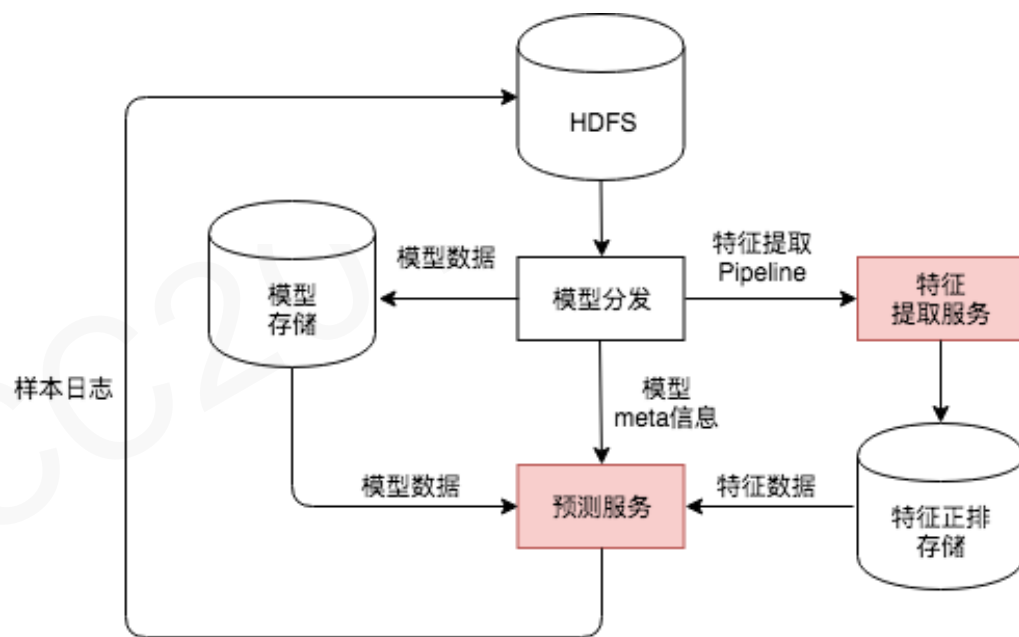 HDFS
模型数据
特征提取
Pipeline
模型
存储
模型分发
特征
提取服务
样本日志
模型
meta信息
模型数据
预测服务
特征数据
特征正排
存储